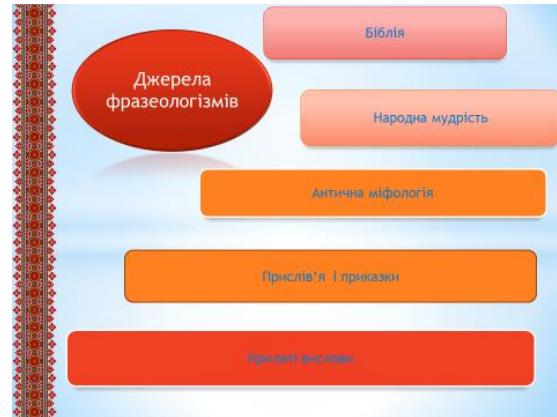 Джерела
фразеологізмів
Біблія
Народна мудрість
Антична міфологія
Прислів’я і приказки
Крилаті вислови